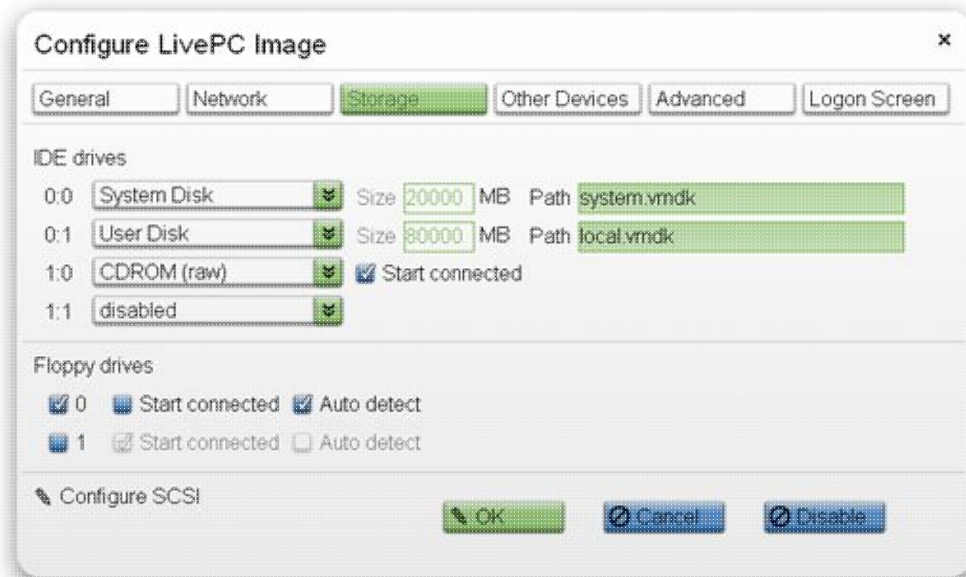 Configure LivePC Image
General Network Storage Other Devices Advanced Logon Screen
IDE drives
0:0 System Disk Size 20000 MB Path system.vmdk
0:1 User Disk Size 80000 MB Path local.vmdk
1:0 CDROM (raw) Start connected
1:1 disabled
Floppy drives
0 Start connected Auto detect
1 Start connected Auto detect
Configure SCSI
OK Cancel Disable